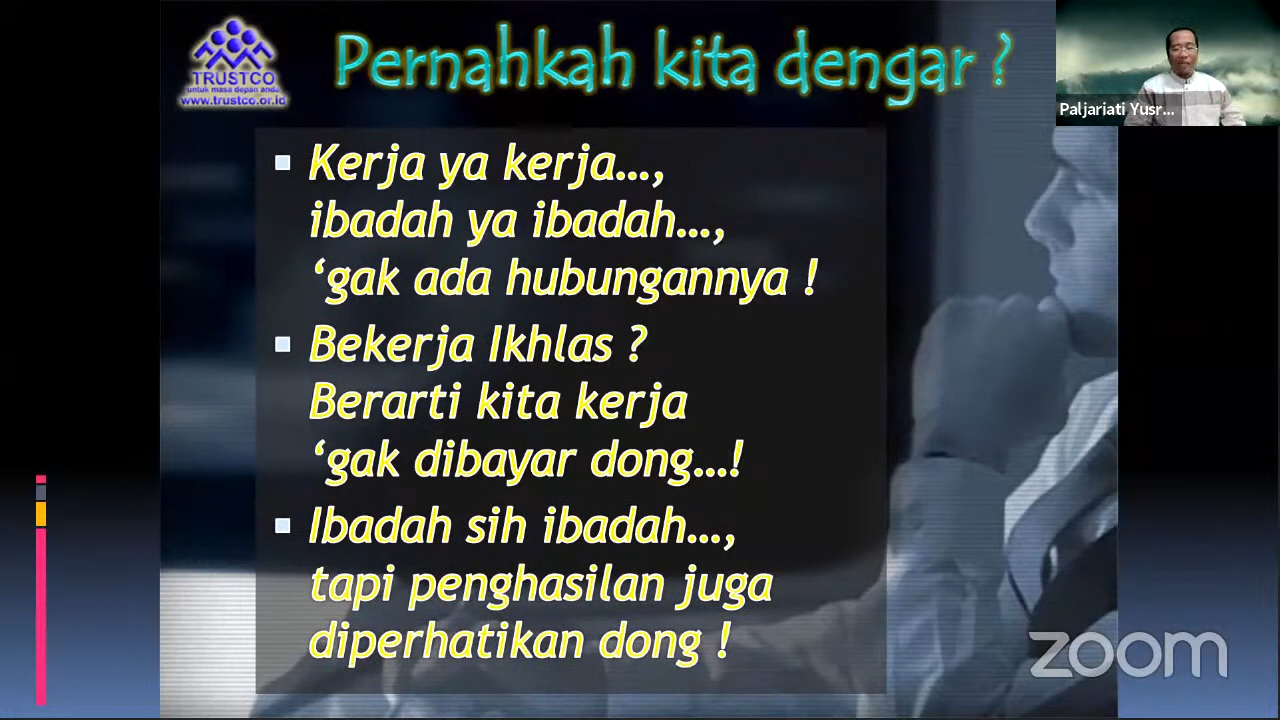 TRUSTCO
untuk masa depan anda
www.trustco.or.id
Pernahkah kita dengar ?
Paljariati Yusr...
Kerja ya kerja...,
ibadah ya ibadah...,
‘gak ada hubungannya !
Bekerja Ikhlas ?
Berarti kita kerja
‘gak dibayar dong...!
Ibadah sih ibadah...,
tapi penghasilan juga
diperhatikan dong !
zoom